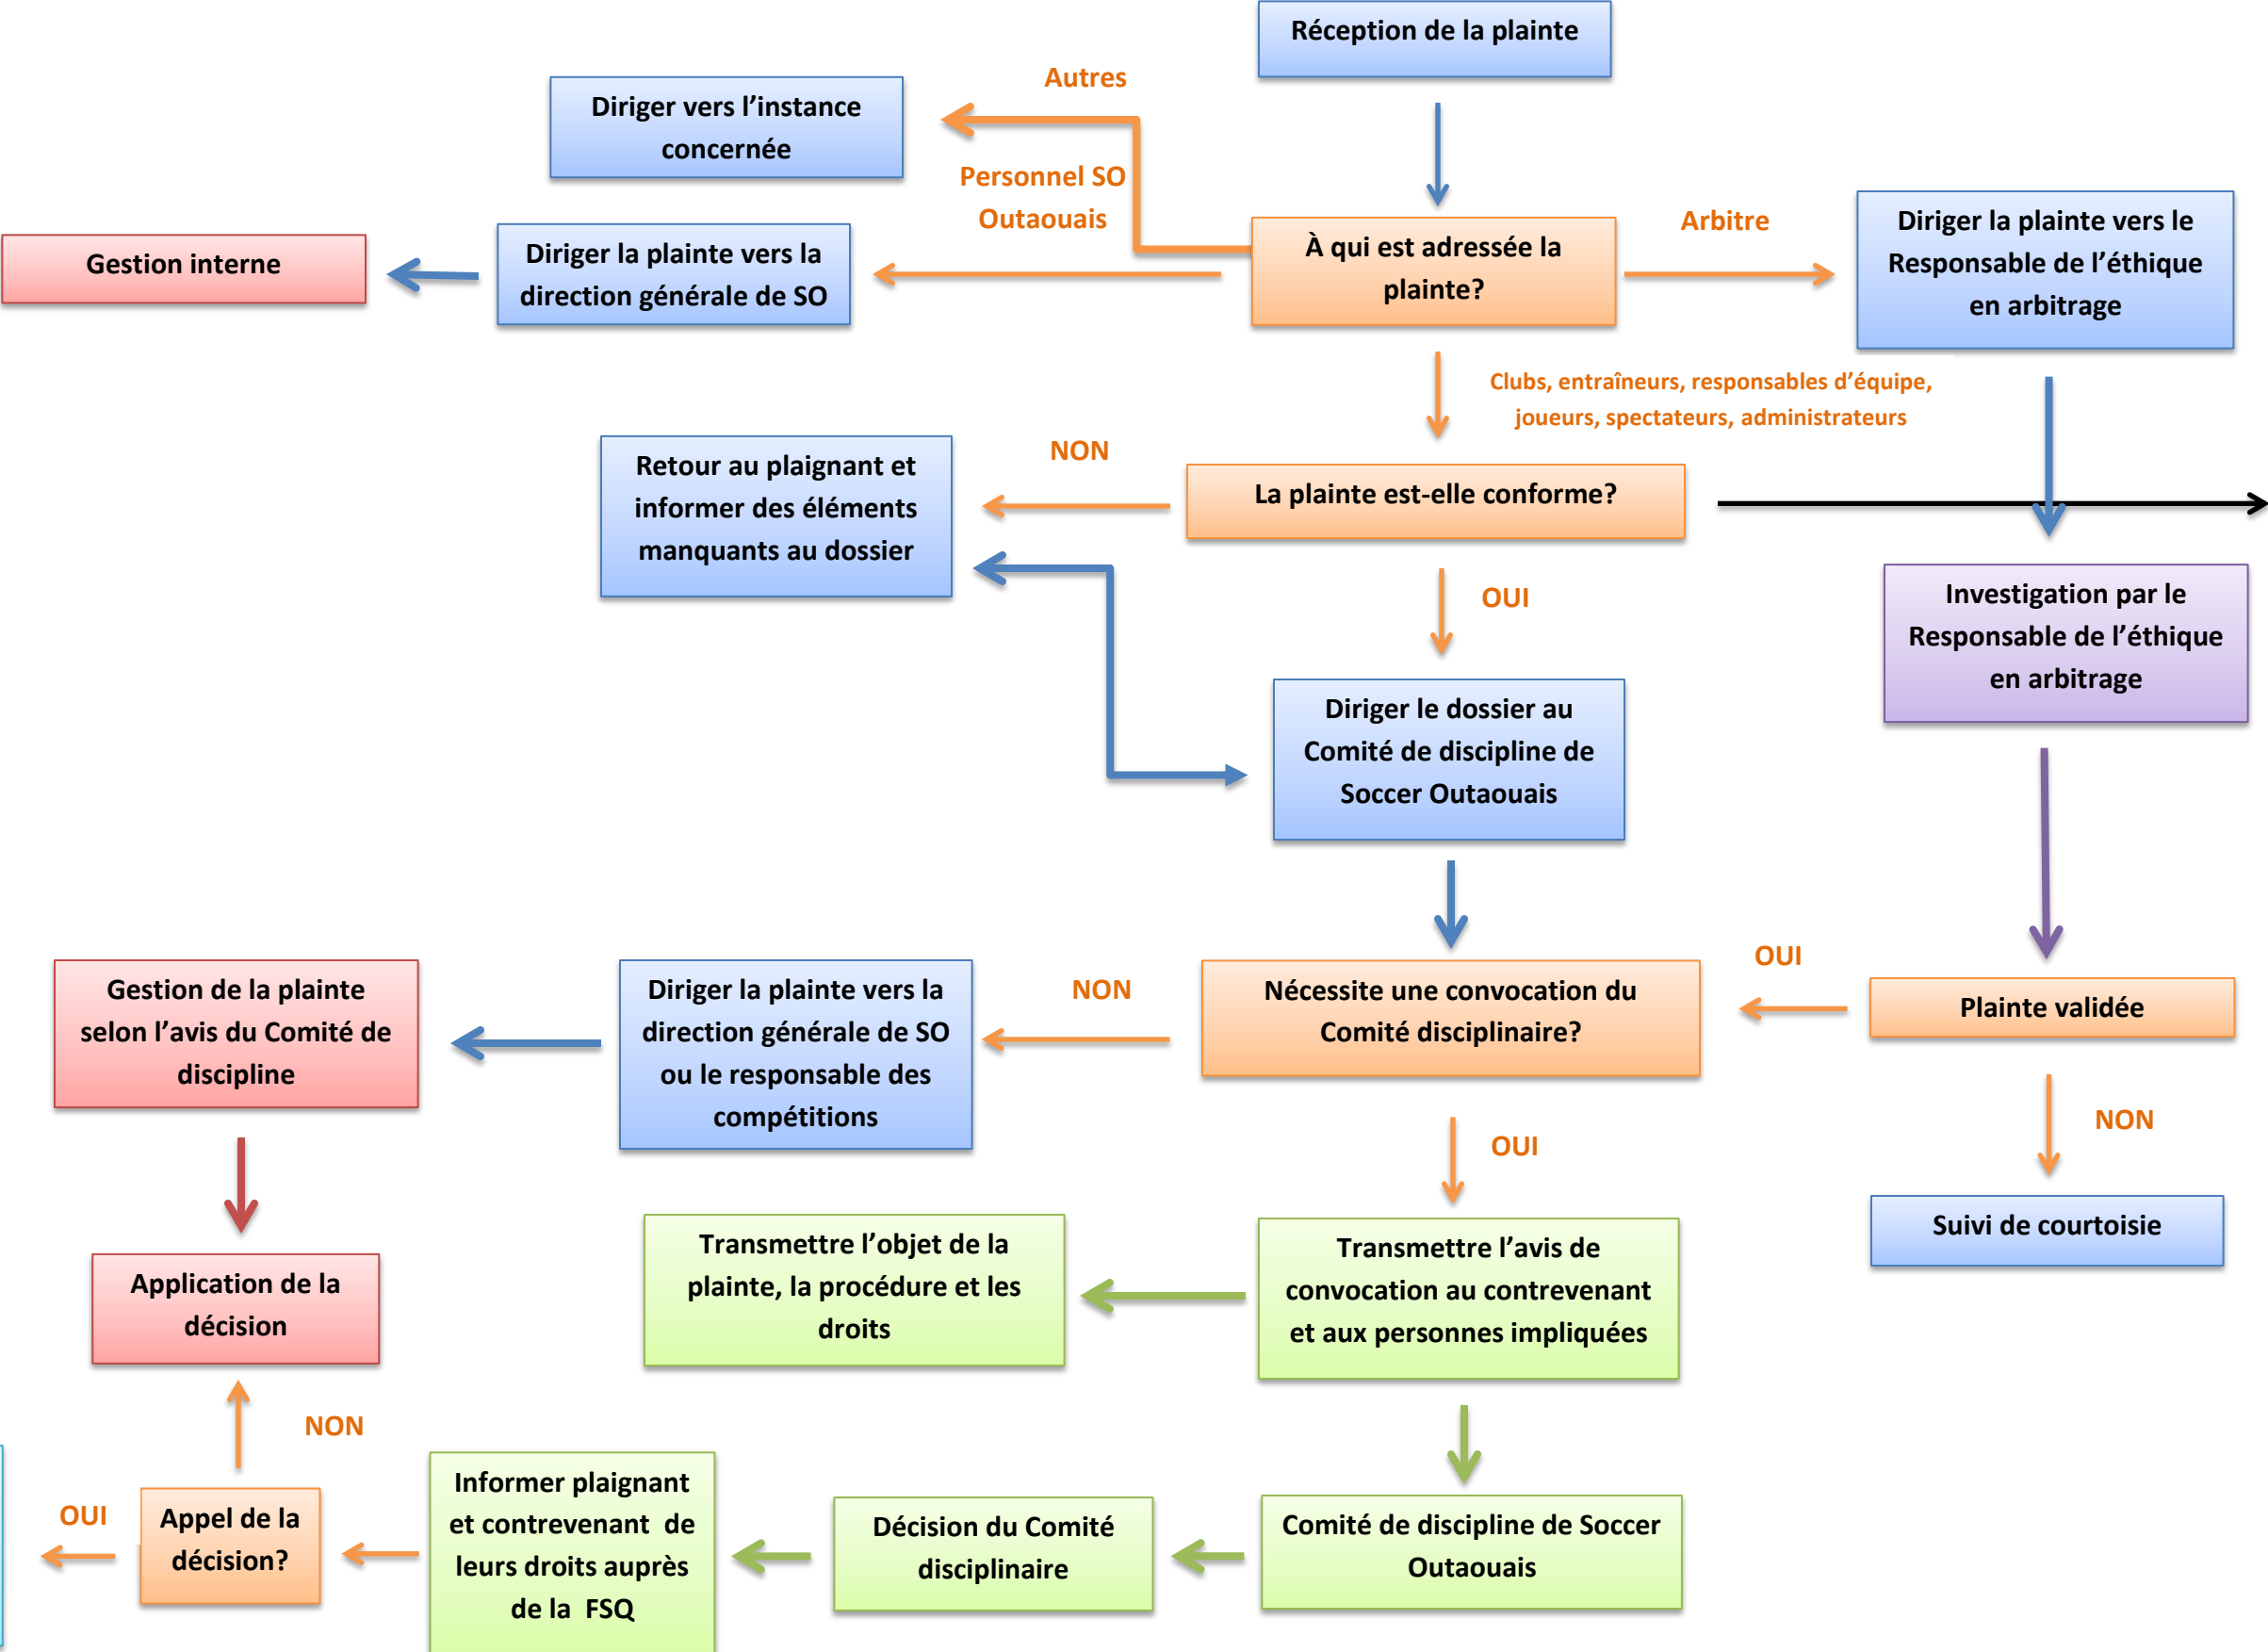 Réception de la plainte
Autres
Diriger vers l’instance
concernée
Personnel SO
Outaouais
Arbitre
Diriger la plainte vers le
Responsable de l’éthique
en arbitrage
À qui est adressée la
plainte?
Diriger la plainte vers la
direction générale de SO
Gestion interne
Clubs, entraîneurs, responsables d’équipe,
joueurs, spectateurs, administrateurs
NON
Retour au plaignant et
informer des éléments
manquants au dossier
La plainte est-elle conforme?
OUI
Investigation par le
Responsable de l’éthique
en arbitrage
Diriger le dossier au
Comité de discipline de
Soccer Outaouais
Gestion de la plainte
selon l’avis du Comité de
discipline
Diriger la plainte vers la
direction générale de SO
ou le responsable des
compétitions
NON
Nécessite une convocation du
Comité disciplinaire?
OUI
Plainte validée
NON
OUI
Suivi de courtoisie
Transmettre l’objet de la
plainte, la procédure et les
droits
Transmettre l’avis de
convocation au contrevenant
et aux personnes impliquées
Application de la
décision
NON
OUI
Appel de la
décision?
Informer plaignant
et contrevenant de
leurs droits auprès
de la FSQ
Décision du Comité
disciplinaire
Comité de discipline de Soccer
Outaouais